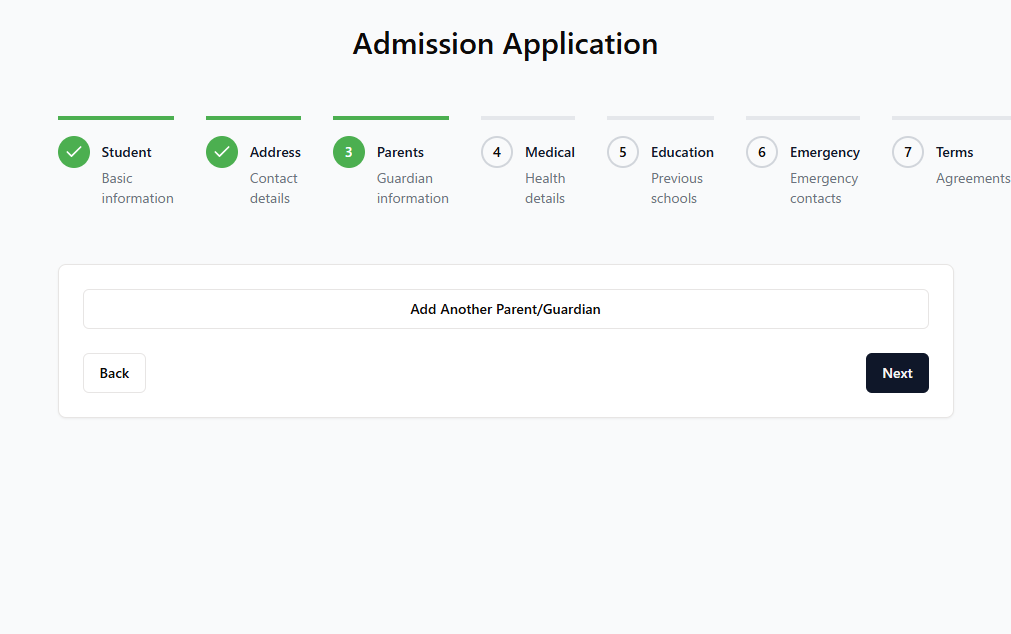 Admission Application
Student
Basic
information
Address
Contact
details
3
Parents
Guardian
information
4
Medical
Health
details
5
Education
Previous
schools
6
Emergency
Emergency
contacts
7
Terms
Agreements
Add Another Parent/Guardian
Back
Next